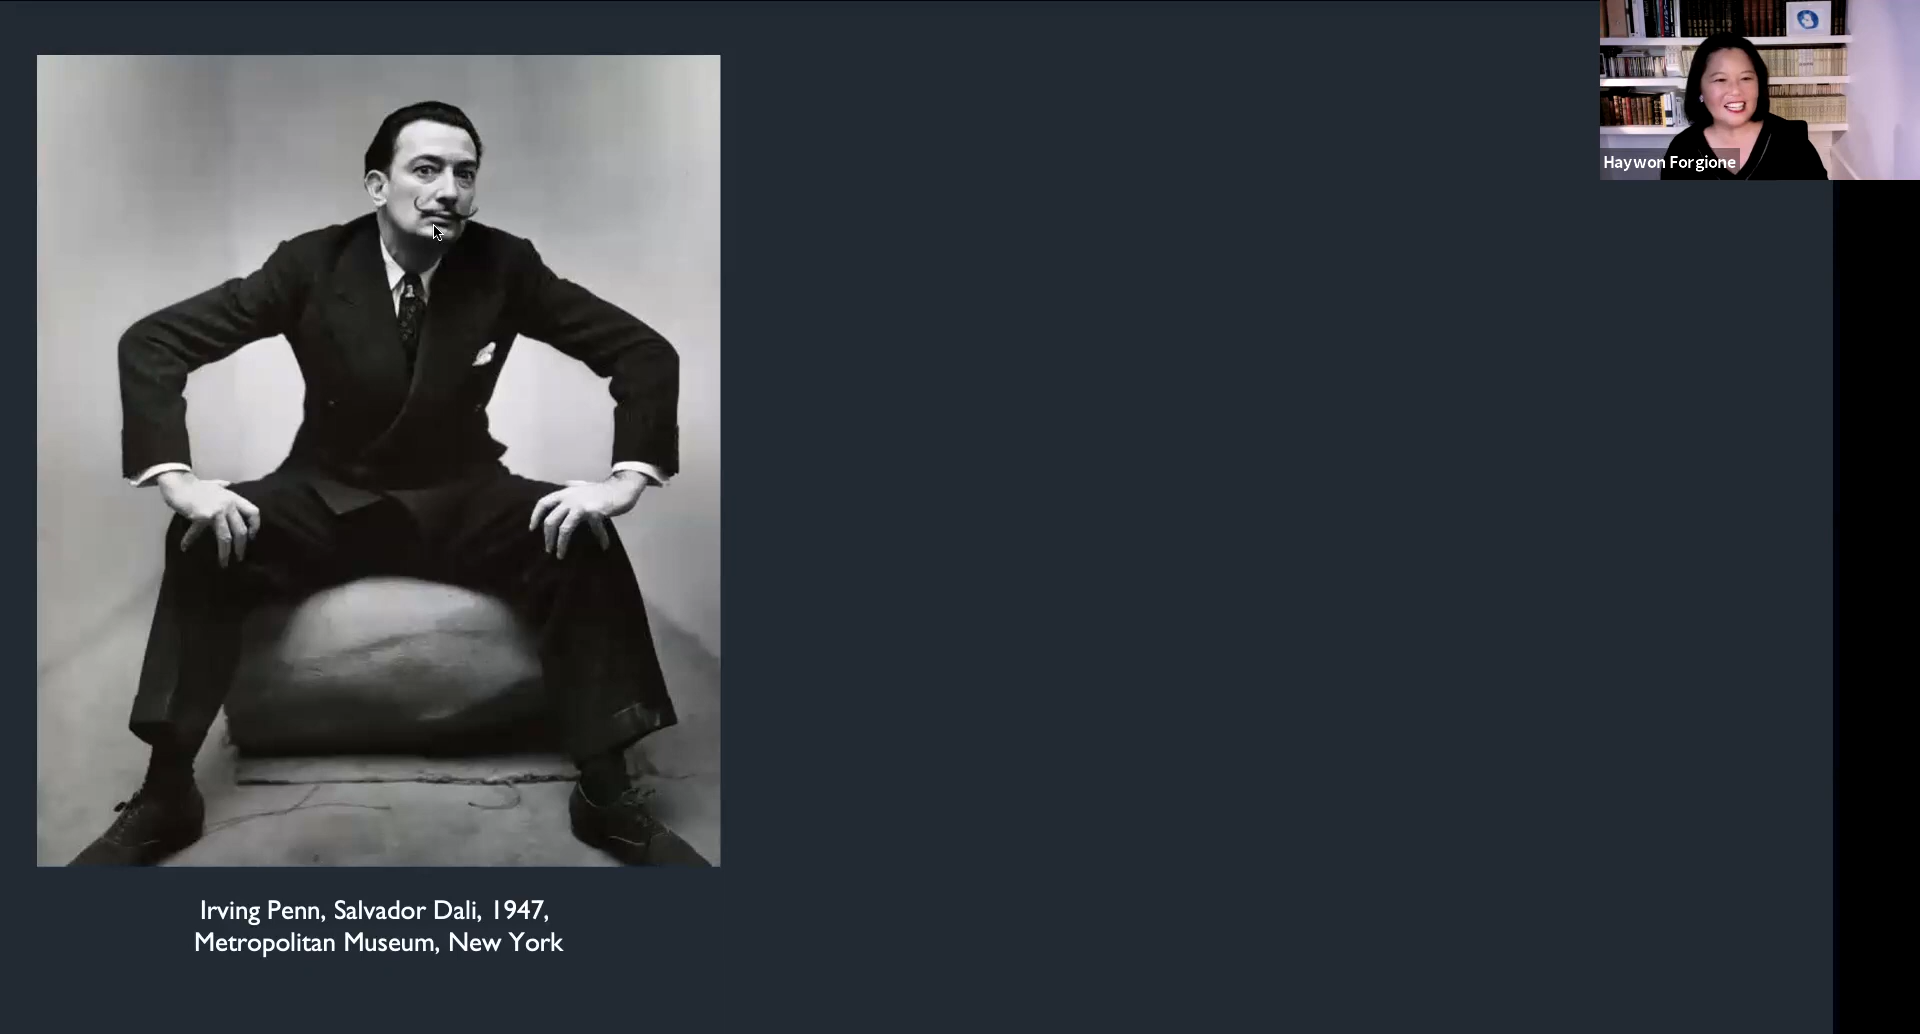 Haywon Forgione
Irving Penn, Salvador Dali, 1947,
Metropolitan Museum, New York